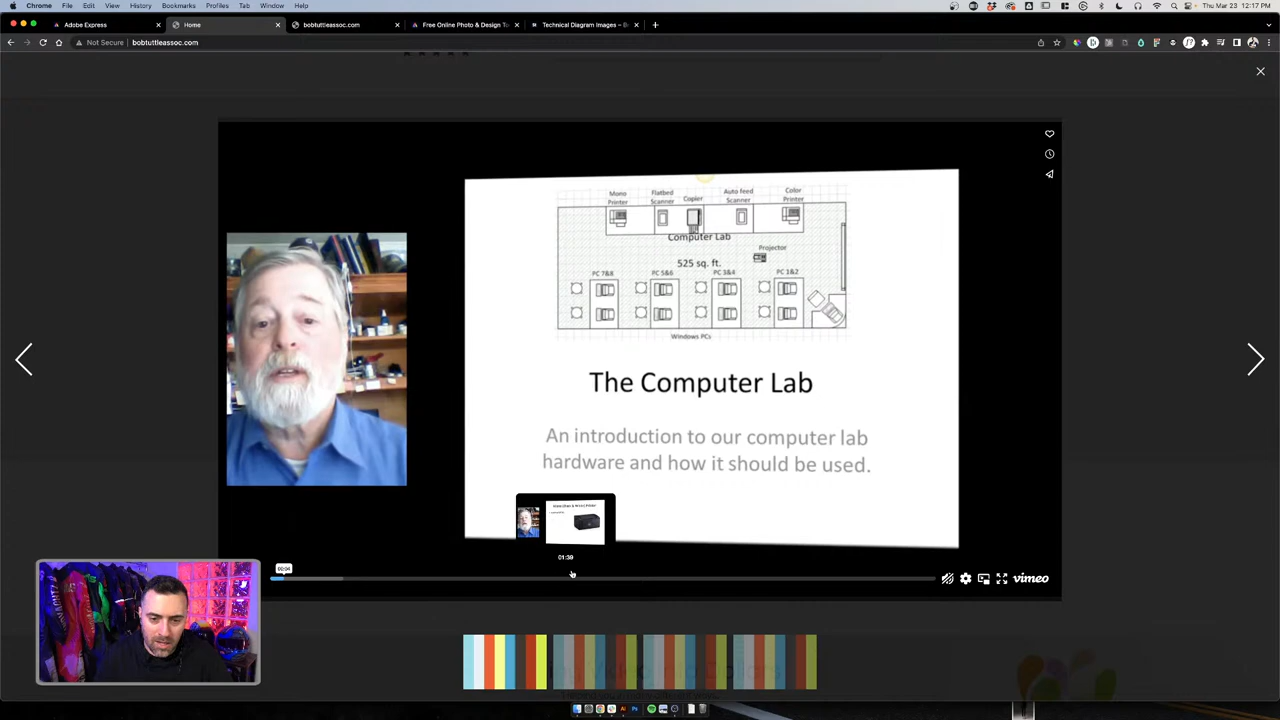 Chrome File Edit View History Bookmarks Profiles Tab Window Help
Thu Mar 23 12:17 PM
Adobe Express
Home
bobtuttleassoc.com
Free Online Photo & Design To
Technical Diagram Images – B
Not Secure
bobtuttleassoc.com
Mono Printer
Flatbed Scanner
Copier
Auto feed Scanner
Color Printer
Computer Lab
Projector
525 sq. ft.
PC 7&8
PC 5&6
PC 3&4
PC 1&2
Windows PCs
The Computer Lab
An introduction to our computer lab
hardware and how it should be used.
01:39
00:04
vimeo